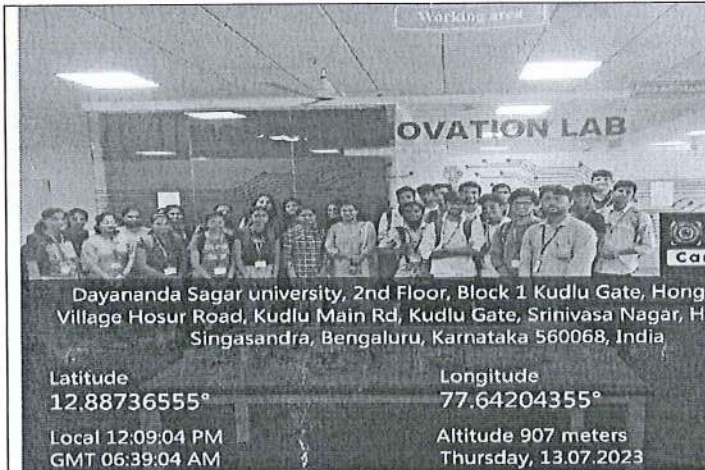 Working area
OVATION LAB
Dayananda Sagar university, 2nd Floor, Block 1 Kudlu Gate, Hong
Village Hosur Road, Kudlu Main Rd, Kudlu Gate, Srinivasa Nagar, H
Singasandra, Bengaluru, Karnataka 560068, India
Latitude
12.88736555°
Longitude
77.64204355°
Local 12:09:04 PM
GMT 06:39:04 AM
Altitude 907 meters
Thursday, 13.07.2023